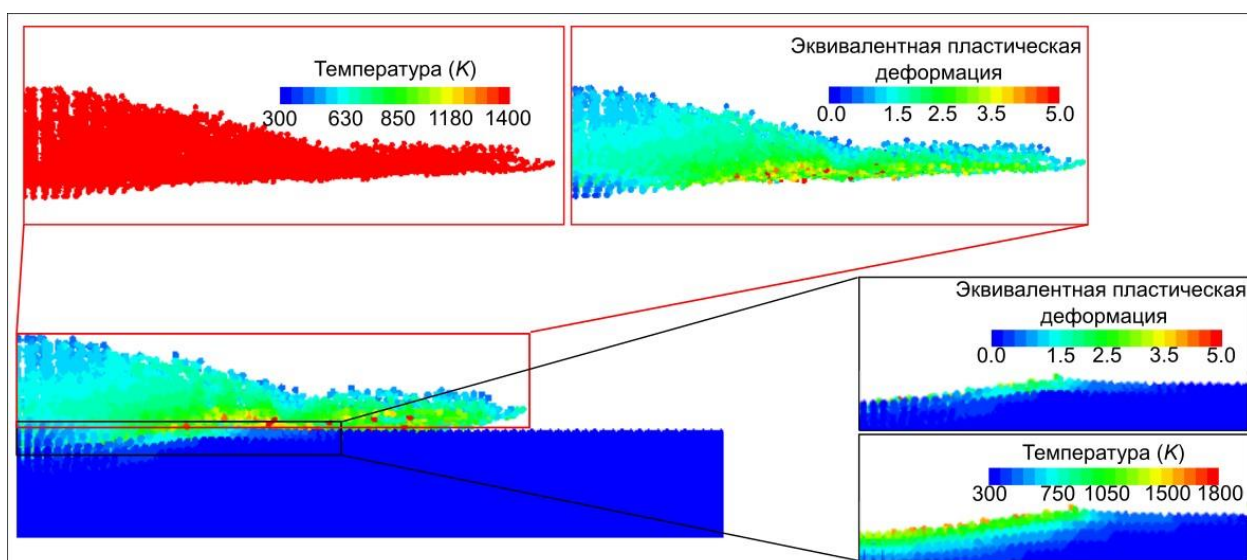 Температура (K)
300 630 850 1180 1400
Эквивалентная пластическая
деформация
0.0 1.5 2.5 3.5 5.0
Эквивалентная пластическая
деформация
0.0 1.5 2.5 3.5 5.0
Температура (K)
300 750 1050 1500 1800